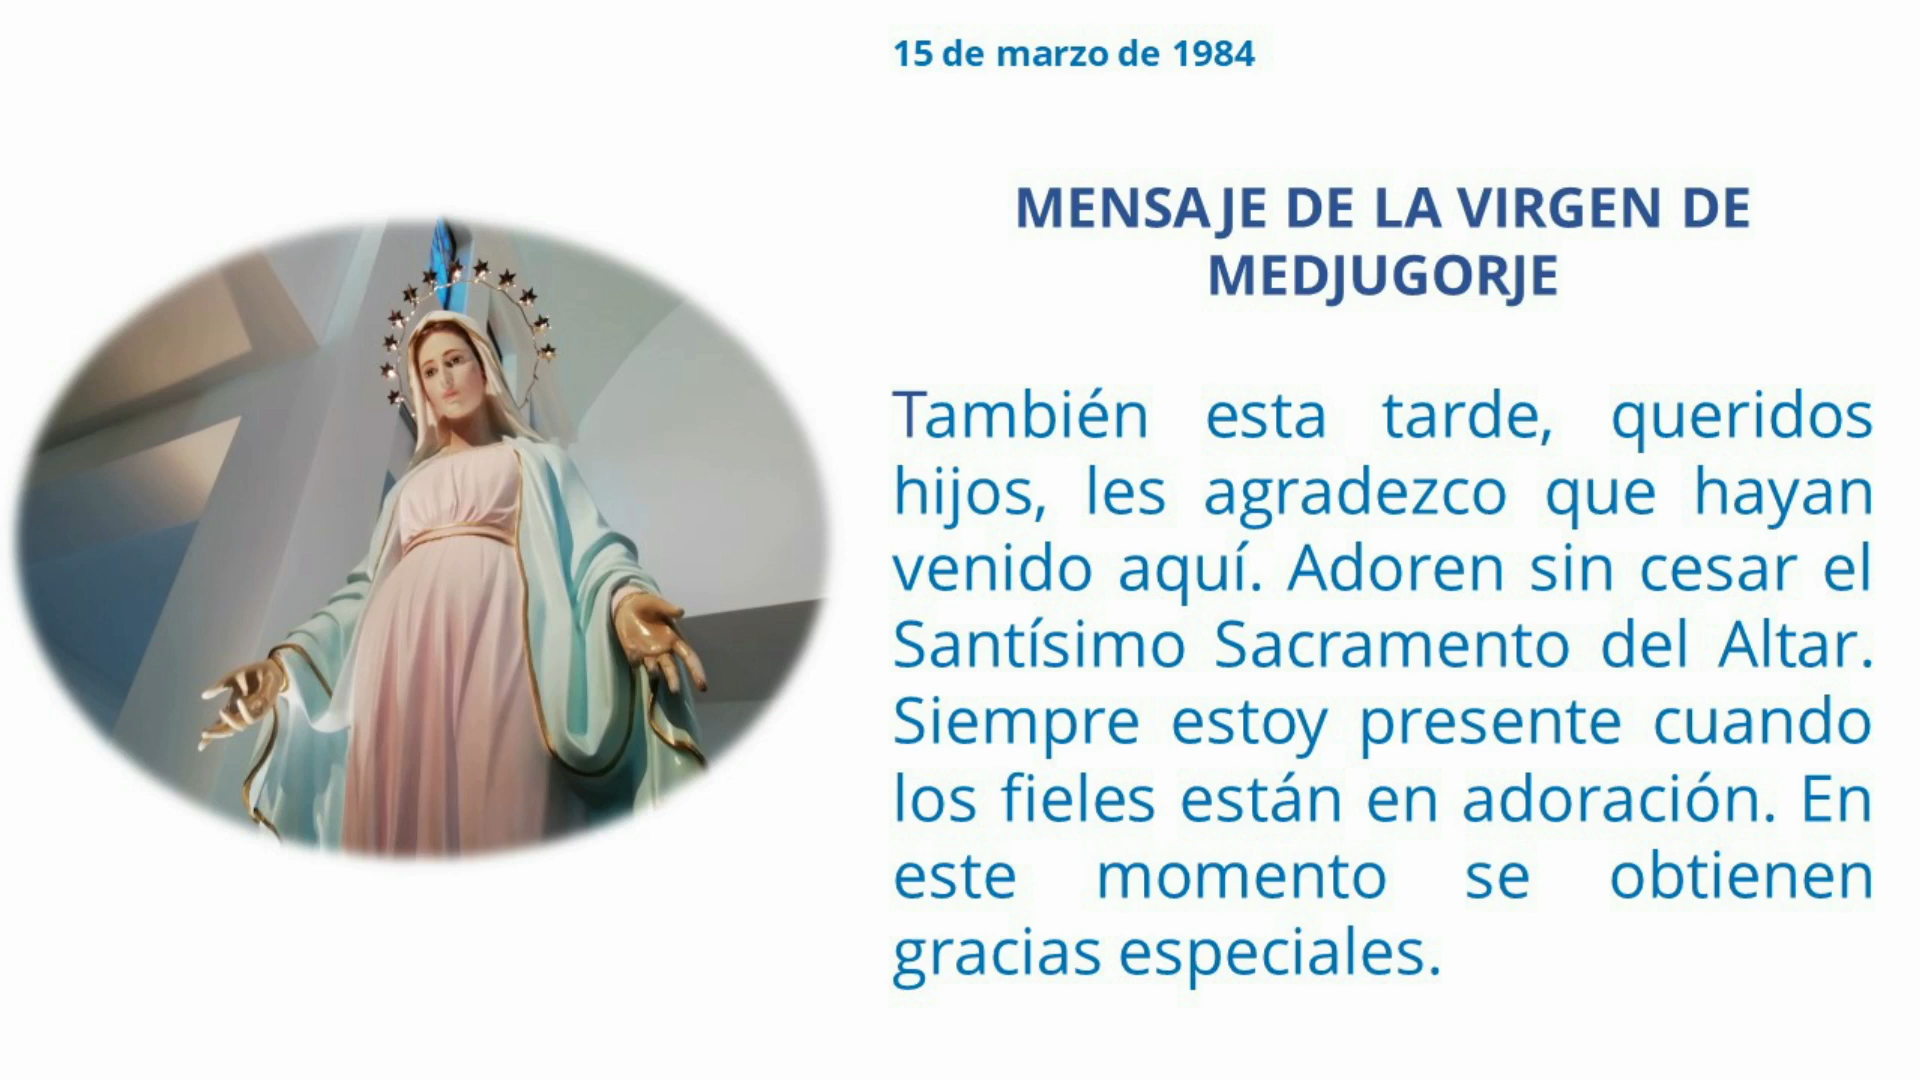 15 de marzo de 1984
MENSAJE DE LA VIRGEN DE
MEDJUGORJE
También esta tarde, queridos
hijos, les agradezco que hayan
venido aquí. Adoren sin cesar el
Santísimo Sacramento del Altar.
Siempre estoy presente cuando
los fieles están en adoración. En
este momento se obtienen
gracias especiales.